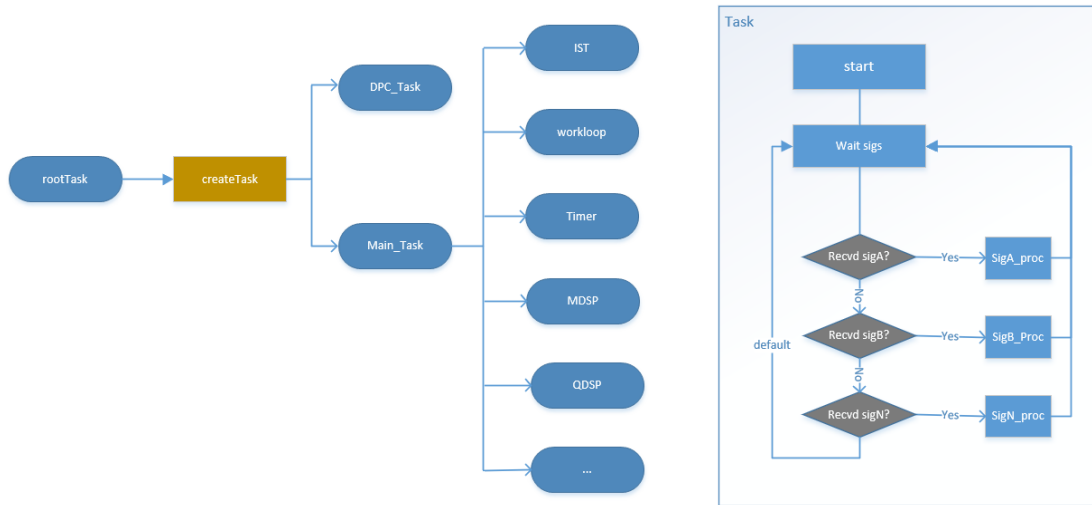 rootTask
createTask
DPC_Task
Main_Task
IST
workloop
Timer
MDSP
QDSP
...
Task
start
Wait sigs
Recvd sigA?
Yes
SigA_proc
No
Recvd sigB?
Yes
SigB_Proc
default
No
Recvd sigN?
Yes
SigN_proc